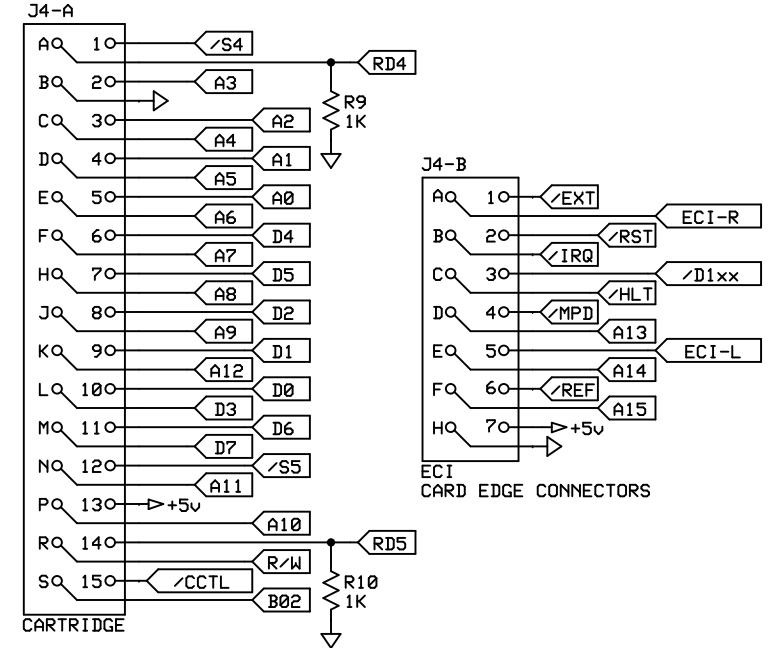 J4-A
A 1 /S4
RD4
B 2 A3
R9
1K
C 3 A2
A4
D 4 A1
A5
E 5 A0
A6
F 6 D4
A7
H 7 D5
A8
J 8 D2
A9
K 9 D1
A12
L 10 D0
D3
M 11 D6
D7
N 12 /S5
A11
P 13 +5v
A10
R 14 RD5
R/W
S 15 /CCTL
R10
1K
B02
CARTRIDGE
J4-B
A 1 /EXT
ECI-R
B 2 /RST
/IRQ
C 3 /D1xx
/HLT
D 4 /MPD
A13
E 5 ECI-L
A14
F 6 /REF
A15
H 7 +5v
ECI
CARD EDGE CONNECTORS